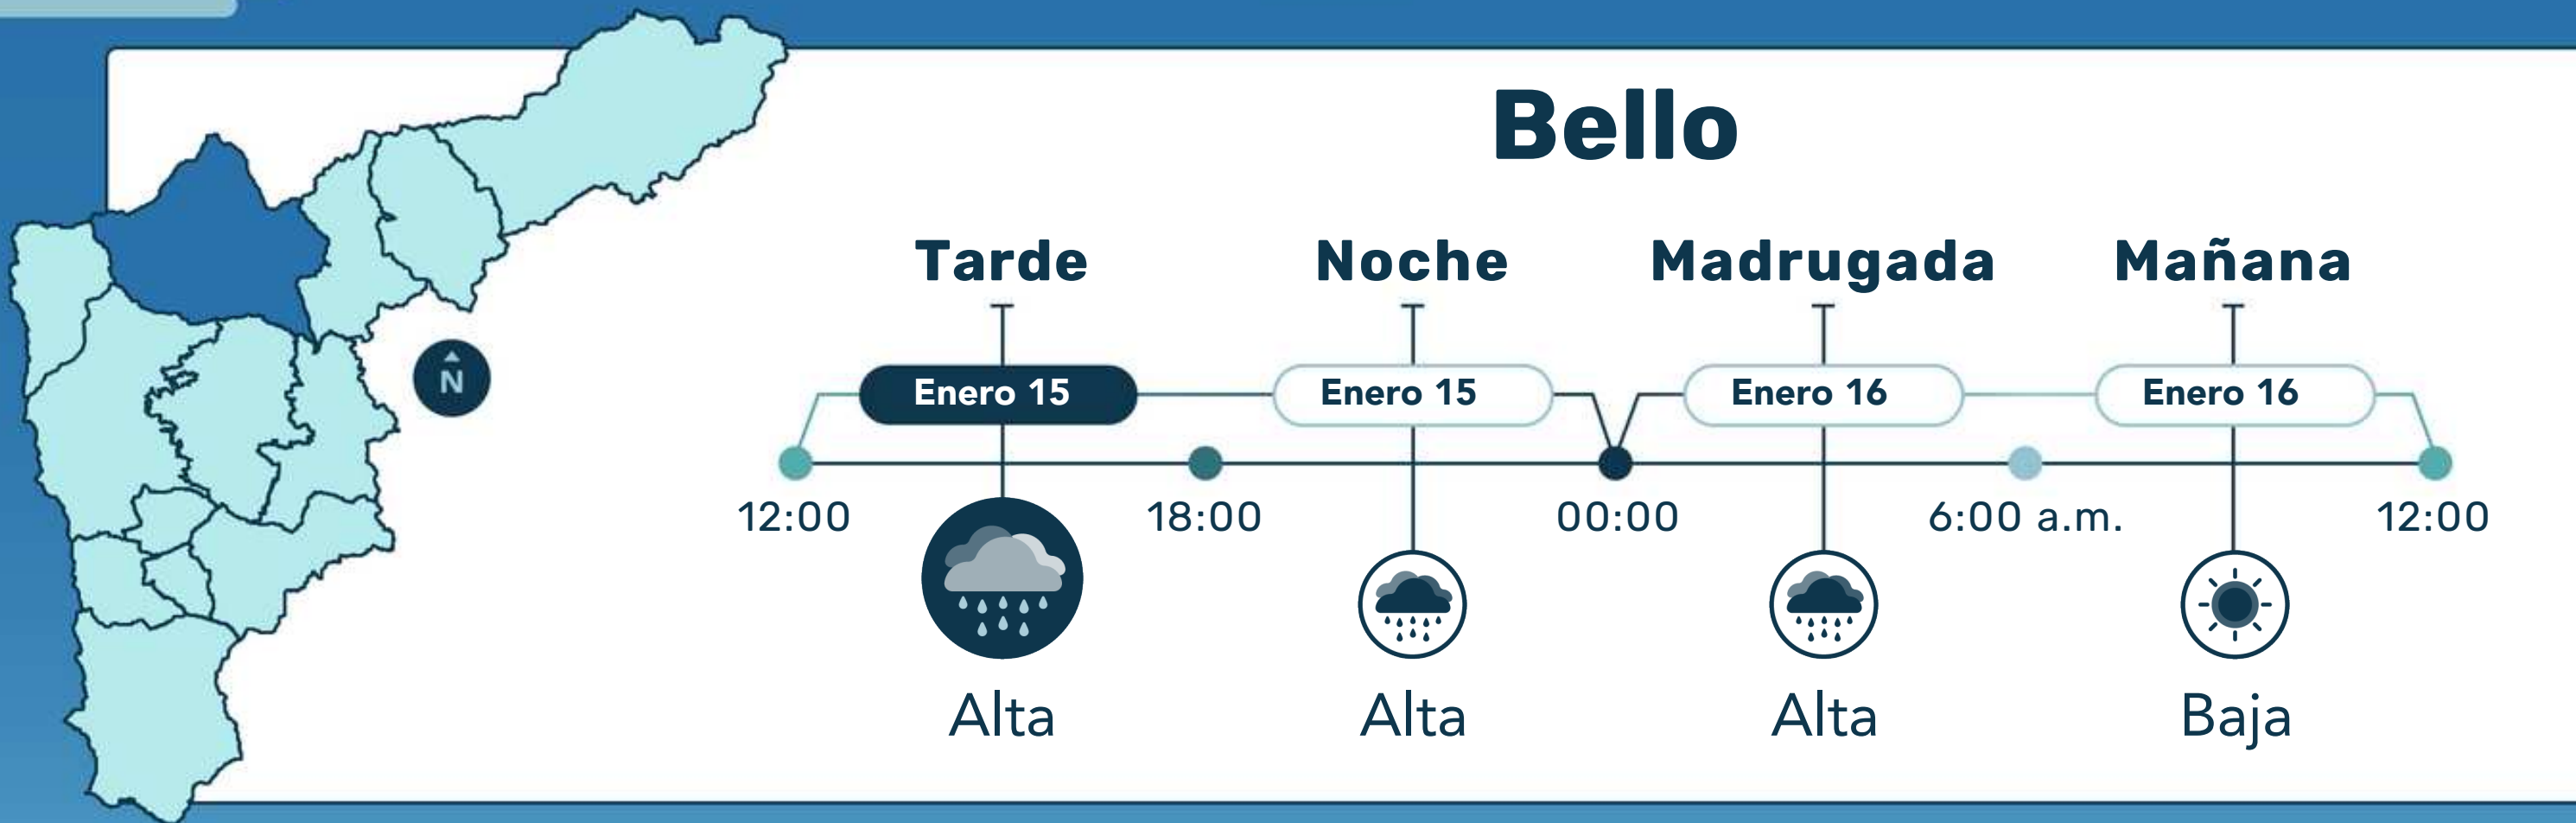 Bello
Tarde Noche Madrugada Mañana
N
Enero 15 Enero 15 Enero 16 Enero 16
12:00 18:00 00:00 6:00 a.m. 12:00
Alta Alta Alta Baja